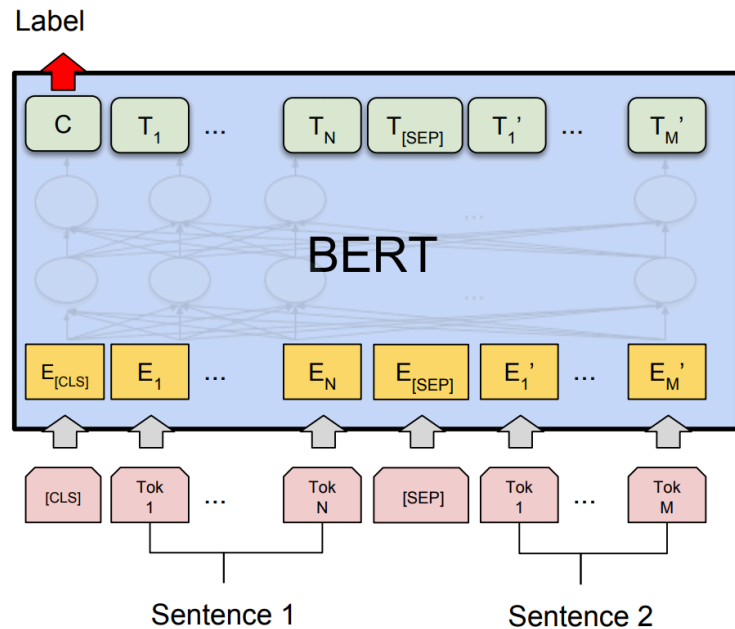 Label
C T1 ... TN T[SEP] T1’ ... TM’
...
BERT
...
E[CLS] E1 ... EN E[SEP] E1’ ... EM’
[CLS] Tok 1 ... Tok N [SEP] Tok 1 ... Tok M
Sentence 1 Sentence 2